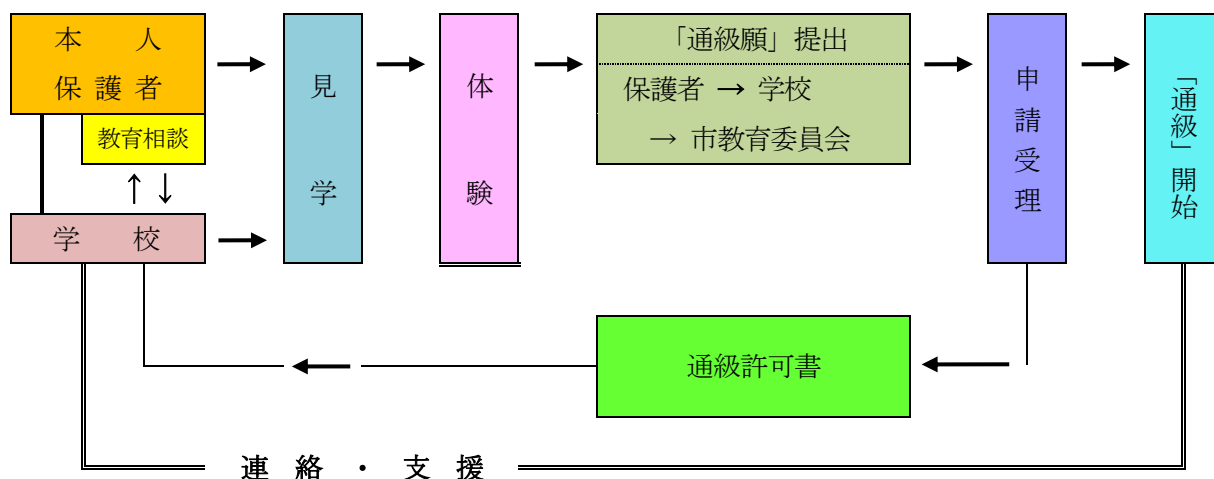 本人
保護者
教育相談
↑↓
学校
見学
体験
「通級願」提出
保護者 → 学校
→ 市教育委員会
申請受理
「通級」開始
通級許可書
連絡・支援